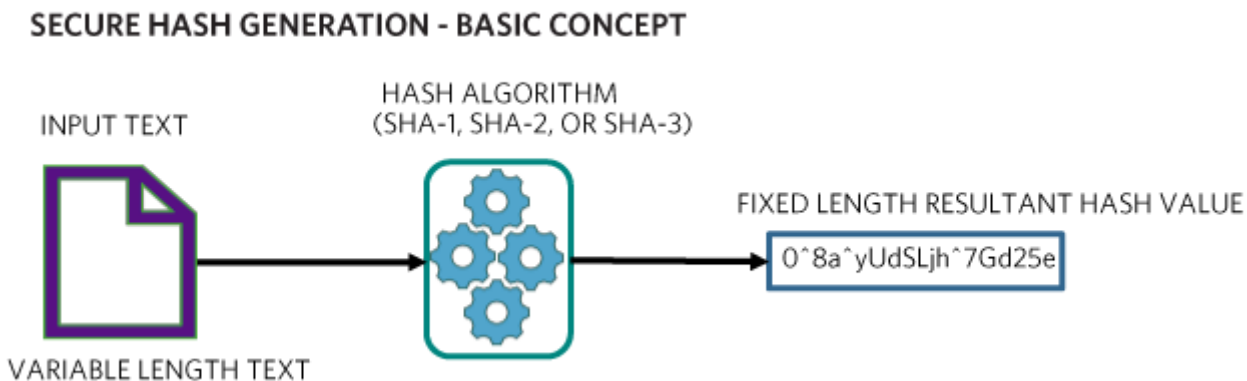 SECURE HASH GENERATION - BASIC CONCEPT
HASH ALGORITHM
(SHA-1, SHA-2, OR SHA-3)
INPUT TEXT
FIXED LENGTH RESULTANT HASH VALUE
0^8a^yUdSLjh^7Gd25e
VARIABLE LENGTH TEXT